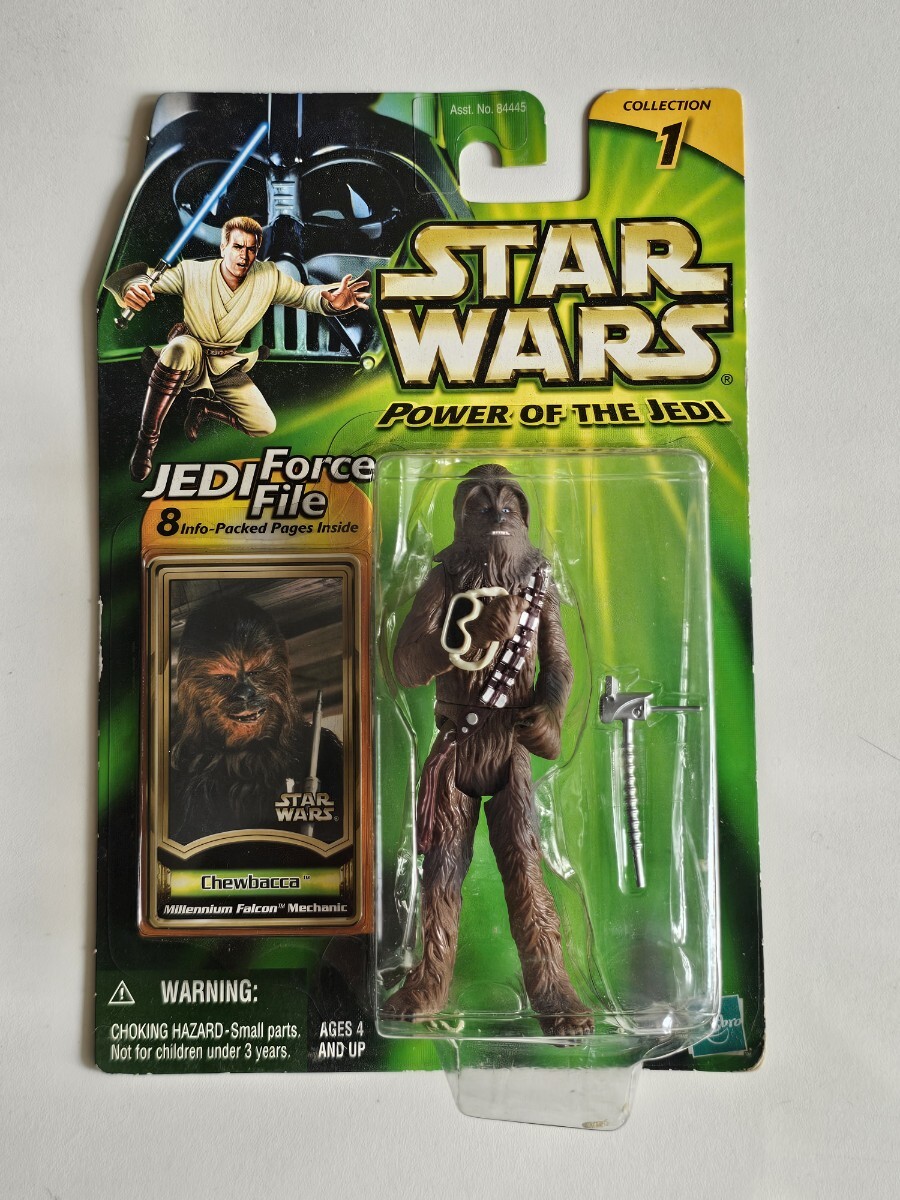 Asst. No. 84445
COLLECTION
1
STAR
WARS®
POWER OF THE JEDI
JEDI Force
File
8 Info-Packed Pages Inside
STAR
WARS®
Chewbacca™
Millennium Falcon™ Mechanic
WARNING:
CHOKING HAZARD-Small parts.
Not for children under 3 years.
AGES 4
AND UP